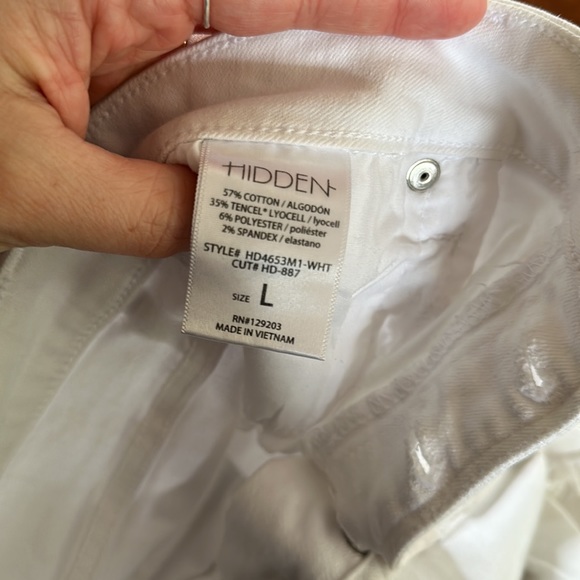 HIDDEN
57% COTTON / ALGODÓN
35% TENCEL® LYOCELL / lyocell
6% POLYESTER / poliéster
2% SPANDEX / elastano
STYLE# HD4653M1-WHT
CUT# HD-887
SIZE L
RN#129203
MADE IN VIETNAM